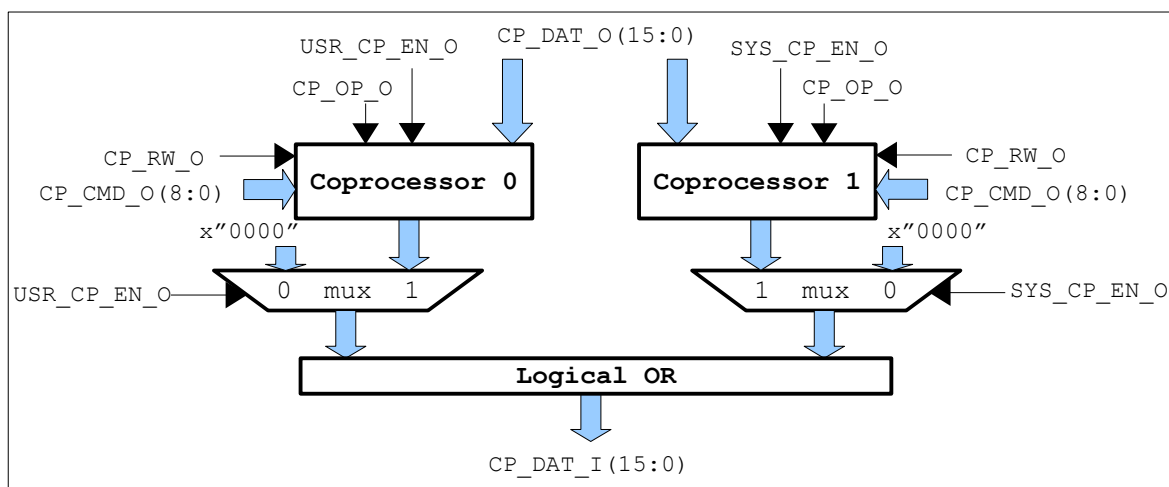 CP_DAT_O(15:0)
USR_CP_EN_O
SYS_CP_EN_O
CP_OP_O
CP_OP_O
CP_RW_O
CP_RW_O
Coprocessor 0
Coprocessor 1
CP_CMD_O(8:0)
CP_CMD_O(8:0)
x”0000”
x”0000”
0 mux 1
1 mux 0
USR_CP_EN_O
SYS_CP_EN_O
Logical OR
CP_DAT_I(15:0)